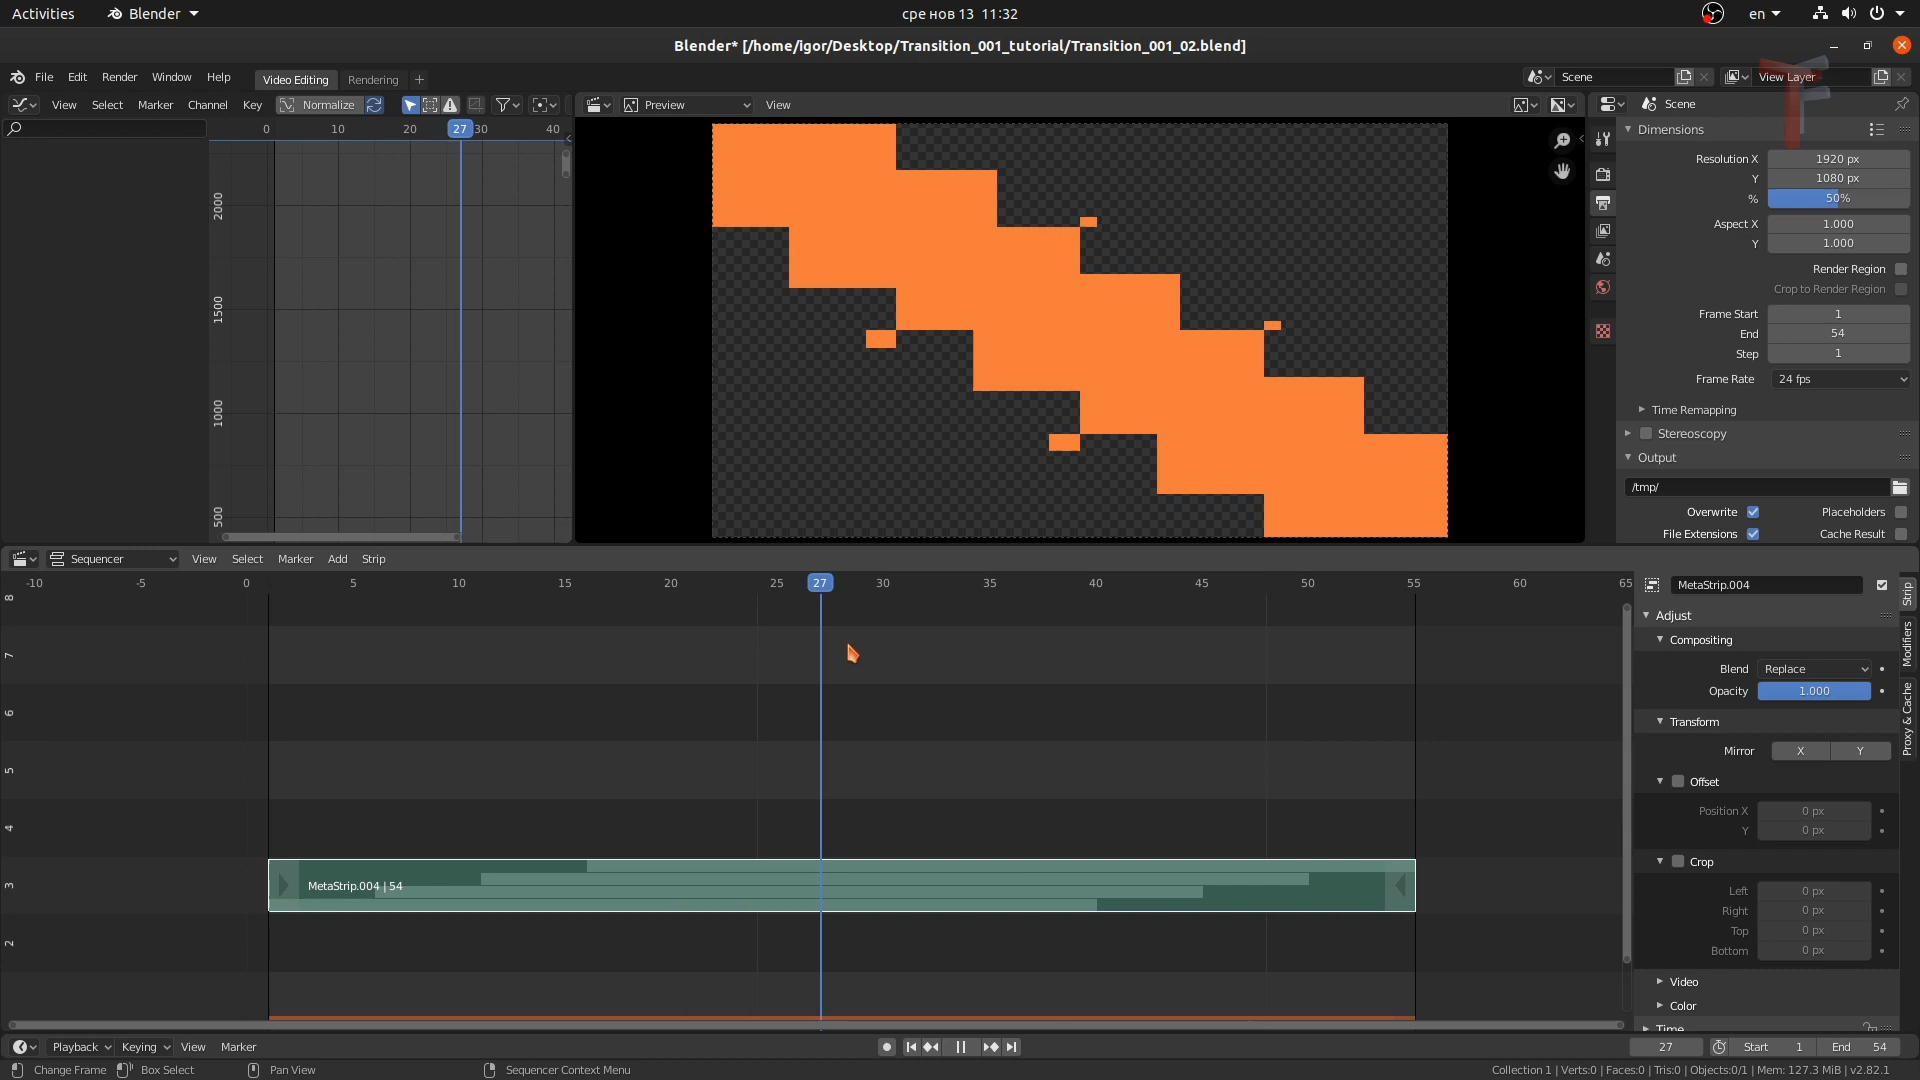 Activities Blender сре нов 13 11:32 en
Blender* [/home/igor/Desktop/Transition_001_tutorial/Transition_001_02.blend]
File Edit Render Window Help Video Editing Rendering + Scene View Layer
View Select Marker Channel Key Normalize Preview View Scene
0 10 20 27 30 40
2000
1500
1000
500
Dimensions
Resolution X 1920 px
Y 1080 px
% 50%
Aspect X 1.000
Y 1.000
Render Region
Crop to Render Region
Frame Start 1
End 54
Step 1
Frame Rate 24 fps
Time Remapping
Stereoscopy
Output
/tmp/
Overwrite Placeholders
File Extensions Cache Result
Sequencer View Select Marker Add Strip
-10 -5 0 5 10 15 20 25 27 30 35 40 45 50 55 60 65
8
7
6
5
4
3
2
MetaStrip.004 | 54
MetaStrip.004
Strip
Modifiers
Proxy & Cache
Adjust
Compositing
Blend Replace
Opacity 1.000
Transform
Mirror X Y
Offset
Position X 0 px
Y 0 px
Crop
Left 0 px
Right 0 px
Top 0 px
Bottom 0 px
Video
Color
Time
Playback Keying View Marker 27 Start 1 End 54
Change Frame Box Select Pan View Sequencer Context Menu Collection 1 | Verts:0 | Faces:0 | Tris:0 | Objects:0/1 | Mem: 127.3 MiB | v2.82.1